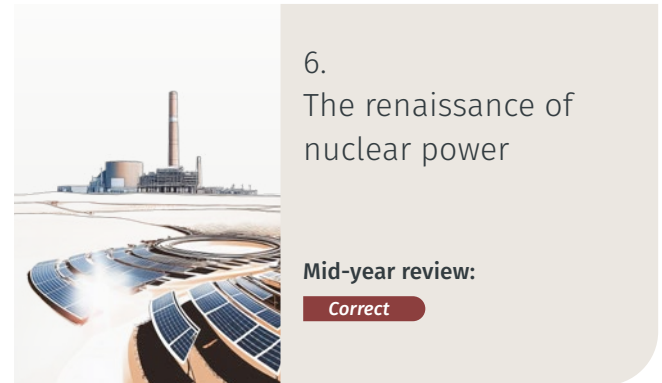 6.
The renaissance of
nuclear power
Mid-year review:
Correct